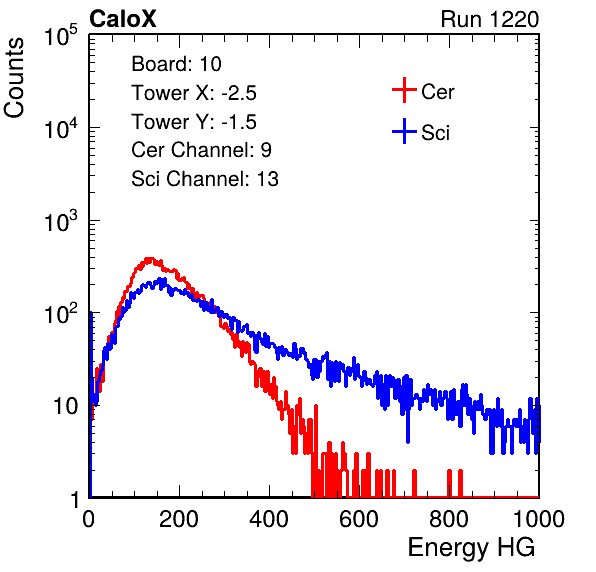 CaloX Run 1220
10^5
Counts
Board: 10
Tower X: -2.5
Tower Y: -1.5
Cer Channel: 9
Sci Channel: 13
Cer
Sci
10^4
10^3
10^2
10
1
0 200 400 600 800 1000
Energy HG